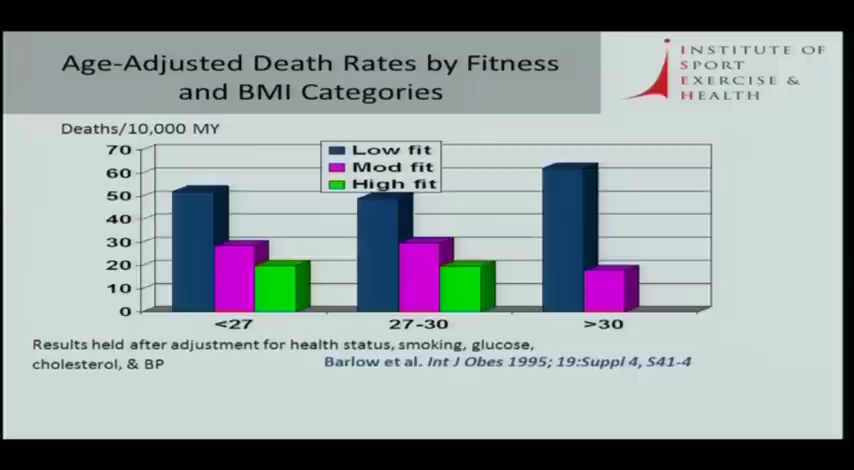 Age-Adjusted Death Rates by Fitness
and BMI Categories
INSTITUTE OF
SPORT
EXERCISE &
HEALTH
Deaths/10,000 MY
70
60
50
40
30
20
10
0
Low fit
Mod fit
High fit
<27
27-30
>30
Results held after adjustment for health status, smoking, glucose,
cholesterol, & BP
Barlow et al. Int J Obes 1995; 19:Suppl 4, S41-4